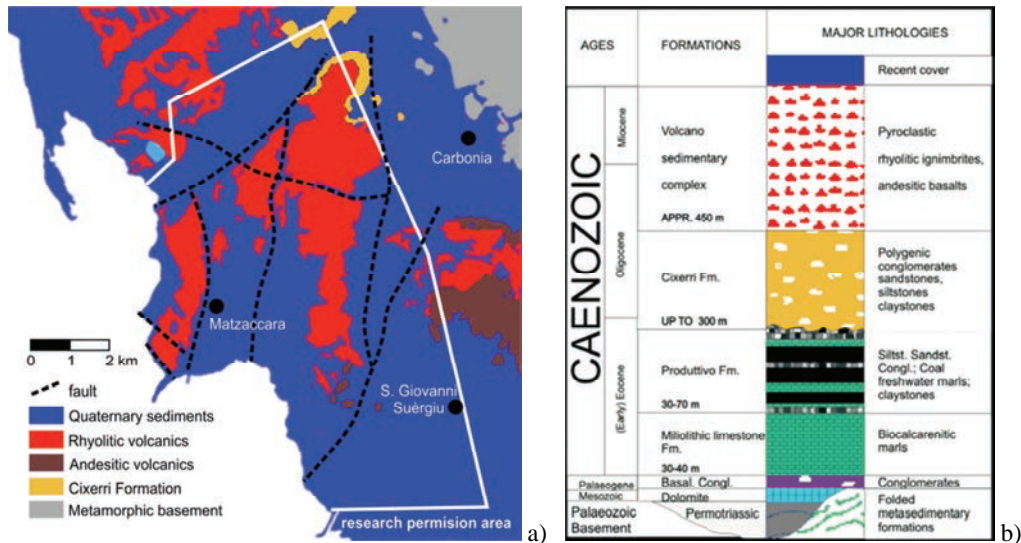 Carbonia
Matzaccara
0 1 2 km
S. Giovanni
Suèrgiu
fault
Quaternary sediments
Rhyolitic volcanics
Andesitic volcanics
Cixerri Formation
Metamorphic basement
research permision area
a)
AGES
FORMATIONS
MAJOR LITHOLOGIES
Recent cover
CAENOZOIC
Miocene
Volcano
sedimentary
complex
APPR. 450 m
Pyroclastic
rhyolitic ignimbrites,
andesitic basalts
Oligocene
Cixerri Fm.
UP TO 300 m
Polygenic
conglomerates
sandstones,
siltstones
claystones
(Early) Eocene
Produttivo Fm.
30-70 m
Siltst. Sandst.
Congl.; Coal
freshwater marls;
claystones
Miliolithic limestone
Fm.
30-40 m
Biocalcarenitic
marls
Palaeogene
Basal. Congl.
Conglomerates
Mesozoic
Dolomite
Palaeozoic
Basement
Permotriassic
Folded
metasedimentary
formations
b)